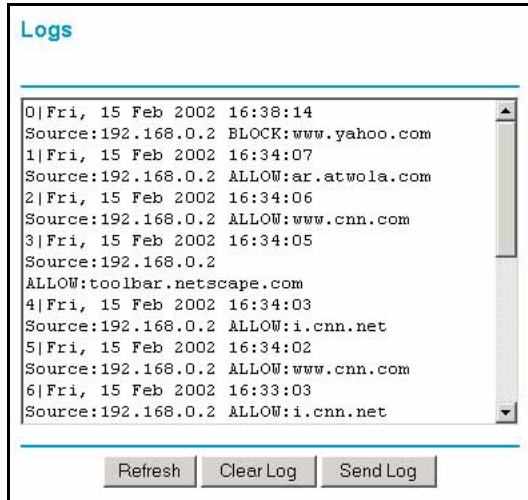 Logs
0|Fri, 15 Feb 2002 16:38:14
Source:192.168.0.2 BLOCK:www.yahoo.com
1|Fri, 15 Feb 2002 16:34:07
Source:192.168.0.2 ALLOW:ar.atwola.com
2|Fri, 15 Feb 2002 16:34:06
Source:192.168.0.2 ALLOW:www.cnn.com
3|Fri, 15 Feb 2002 16:34:05
Source:192.168.0.2
ALLOW:toolbar.netscape.com
4|Fri, 15 Feb 2002 16:34:03
Source:192.168.0.2 ALLOW:i.cnn.net
5|Fri, 15 Feb 2002 16:34:02
Source:192.168.0.2 ALLOW:www.cnn.com
6|Fri, 15 Feb 2002 16:33:03
Source:192.168.0.2 ALLOW:i.cnn.net
Refresh Clear Log Send Log